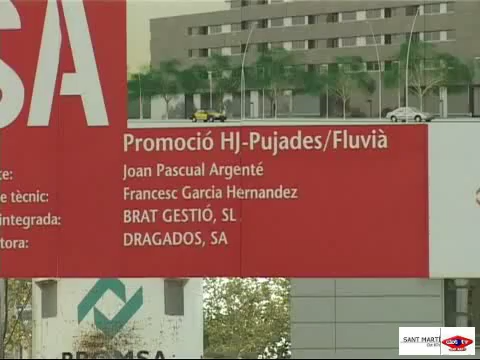 SA
Promoció HJ-Pujades/Fluvià
Joan Pascual Argenté
e tècnic: Francesc Garcia Hernandez
integrada: BRAT GESTIÓ, SL
tora: DRAGADOS, SA
SANT MARTÍ